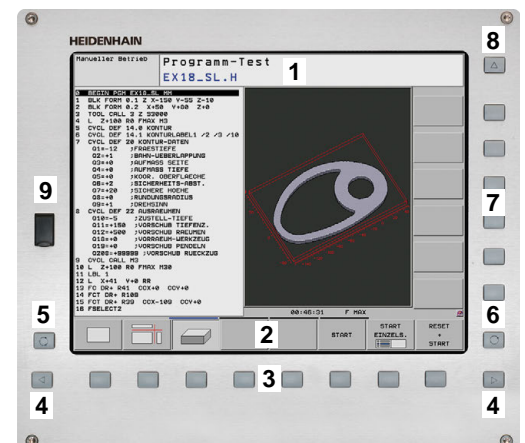 HEIDENHAIN
8
Manueller Betrieb
Programm-Test
EX18_SL.H
1
0 BEGIN PGM EX18_SL MM
1 BLK FORM 0.1 Z X-150 Y-55 Z-10
2 BLK FORM 0.2 X+50 Y+60 Z+0
3 TOOL CALL 3 Z S3000
4 L Z+100 R0 FMAX M3
5 CYCL DEF 14.0 KONTUR
6 CYCL DEF 14.1 KONTURLABEL1 /2 /3 /10
7 CYCL DEF 20 KONTUR-DATEN
Q1=-12 ;FRAESTIEFE
Q2=+1 ;BAHN-UEBERLAPPUNG
Q3=+0 ;AUFMASS SEITE
Q4=+0 ;AUFMASS TIEFE
Q5=+0 ;KOOR. OBERFLAECHE
Q6=+2 ;SICHERHEITS-ABST.
Q7=+20 ;SICHERE HOEHE
Q8=+0 ;RUNDUNGSRADIUS
Q9=+1 ;DREHSINN
8 CYCL DEF 22 AUSRAEUMEN
Q10=-5 ;ZUSTELL-TIEFE
Q11=+150 ;VORSCHUB TIEFENZ.
Q12=+500 ;VORSCHUB RAEUMEN
Q18=+0 ;VORRAEUM-WERKZEUG
Q19=+0 ;VORSCHUB PENDELN
Q208=+99999 ;VORSCHUB RUECKZUG
9 CYCL CALL M3
10 L Z+100 R0 FMAX M30
11 LBL 1
12 L X+41 Y+0 RR
13 FC DR+ R41 CCX+0 CCY+0
14 FCT DR+ R109
15 FCT DR+ R39 CCX-109 CCY+0
16 FSELECT2
00:46:31 F MAX
9
7
5
2
START
START
EINZELS.
RESET
+
START
6
4
3
4